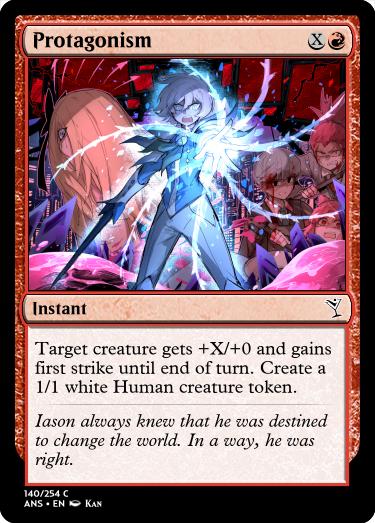 Protagonism X R
Instant
Target creature gets +X/+0 and gains
first strike until end of turn. Create a
1/1 white Human creature token.
Iason always knew that he was destined
to change the world. In a way, he was
right.
140/254 C
ANS • EN Kan